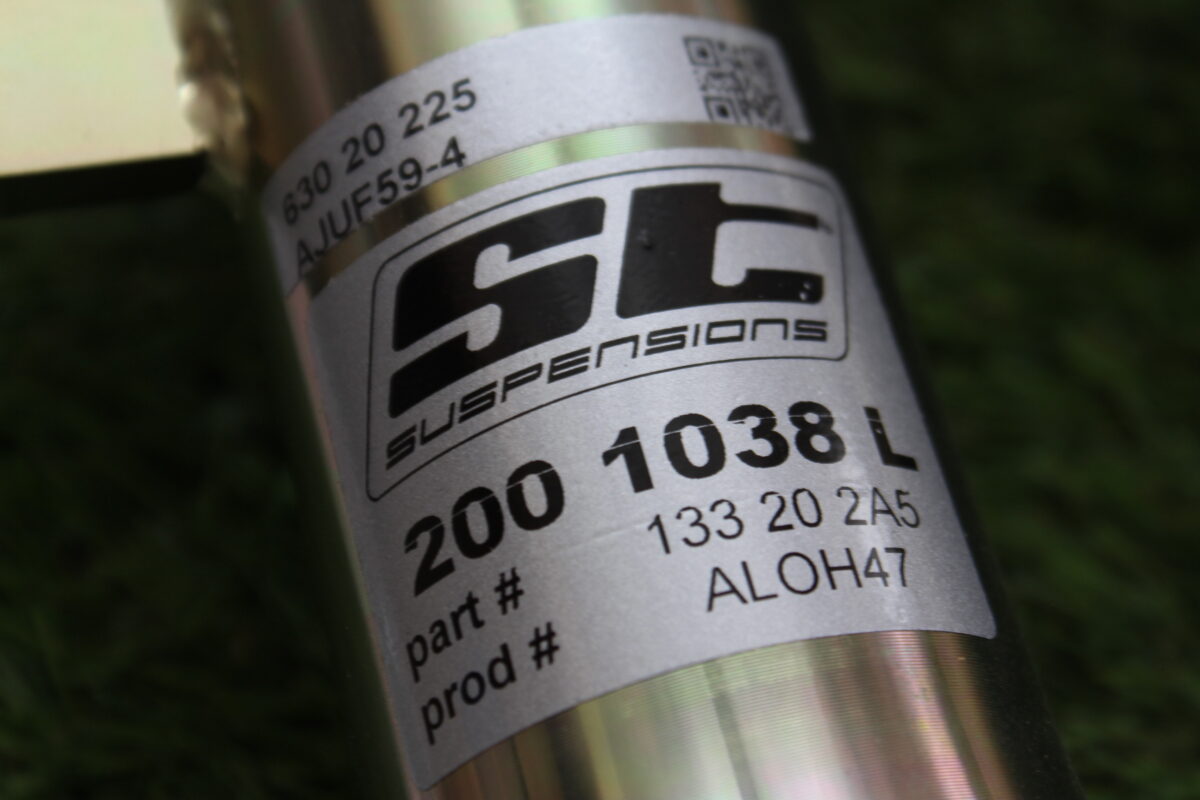 630 20 225
AJUF59-4
st
SUSPENSIONS
200 1038 L
part # 133 20 2A5
prod # ALOH47